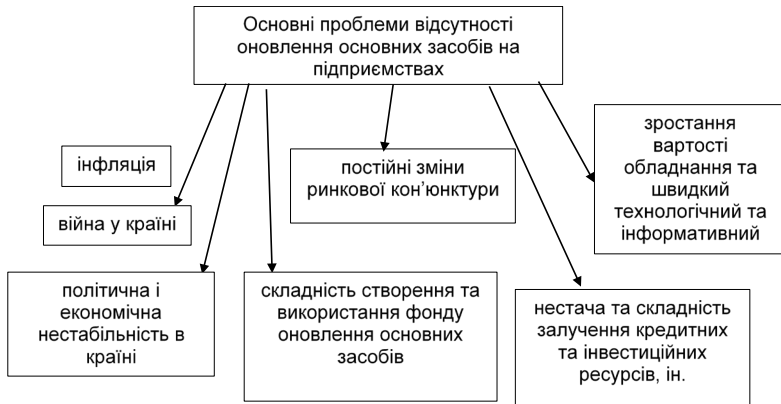 Основні проблеми відсутності
оновлення основних засобів на
підприємствах
інфляція
війна у країні
постійні зміни
ринкової кон’юнктури
зростання
вартості
обладнання та
швидкий
технологічний та
інформативний
політична і
економічна
нестабільність в
країні
складність створення та
використання фонду
оновлення основних
засобів
нестача та складність
залучення кредитних
та інвестиційних
ресурсів, ін.